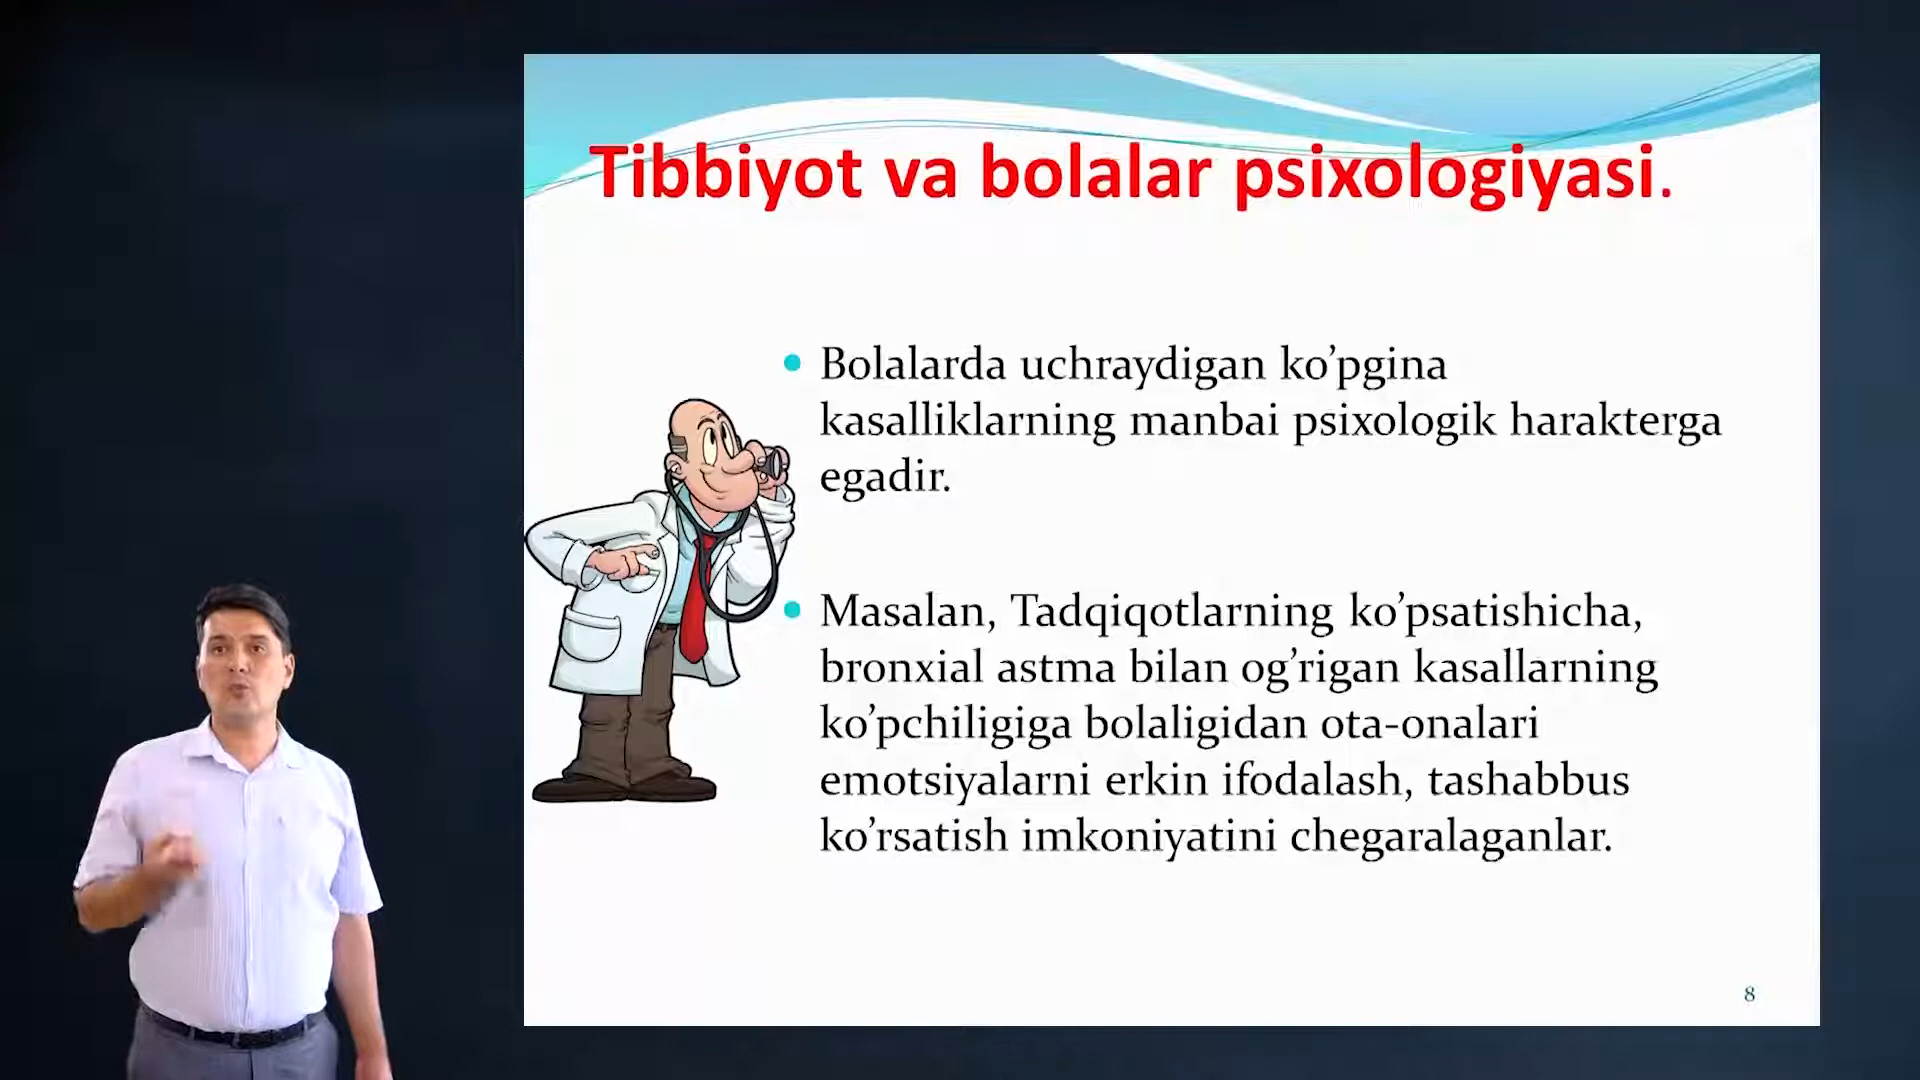 Tibbiyot va bolalar psixologiyasi.
Bolalarda uchraydigan ko’pgina
kasalliklarning manbai psixologik harakterga
egadir.
Masalan, Tadqiqotlarning ko’psatishicha,
bronxial astma bilan og’rigan kasallarning
ko’pchiligiga bolaligidan ota-onalari
emotsiyalarni erkin ifodalash, tashabbus
ko’rsatish imkoniyatini chegaralaganlar.
8